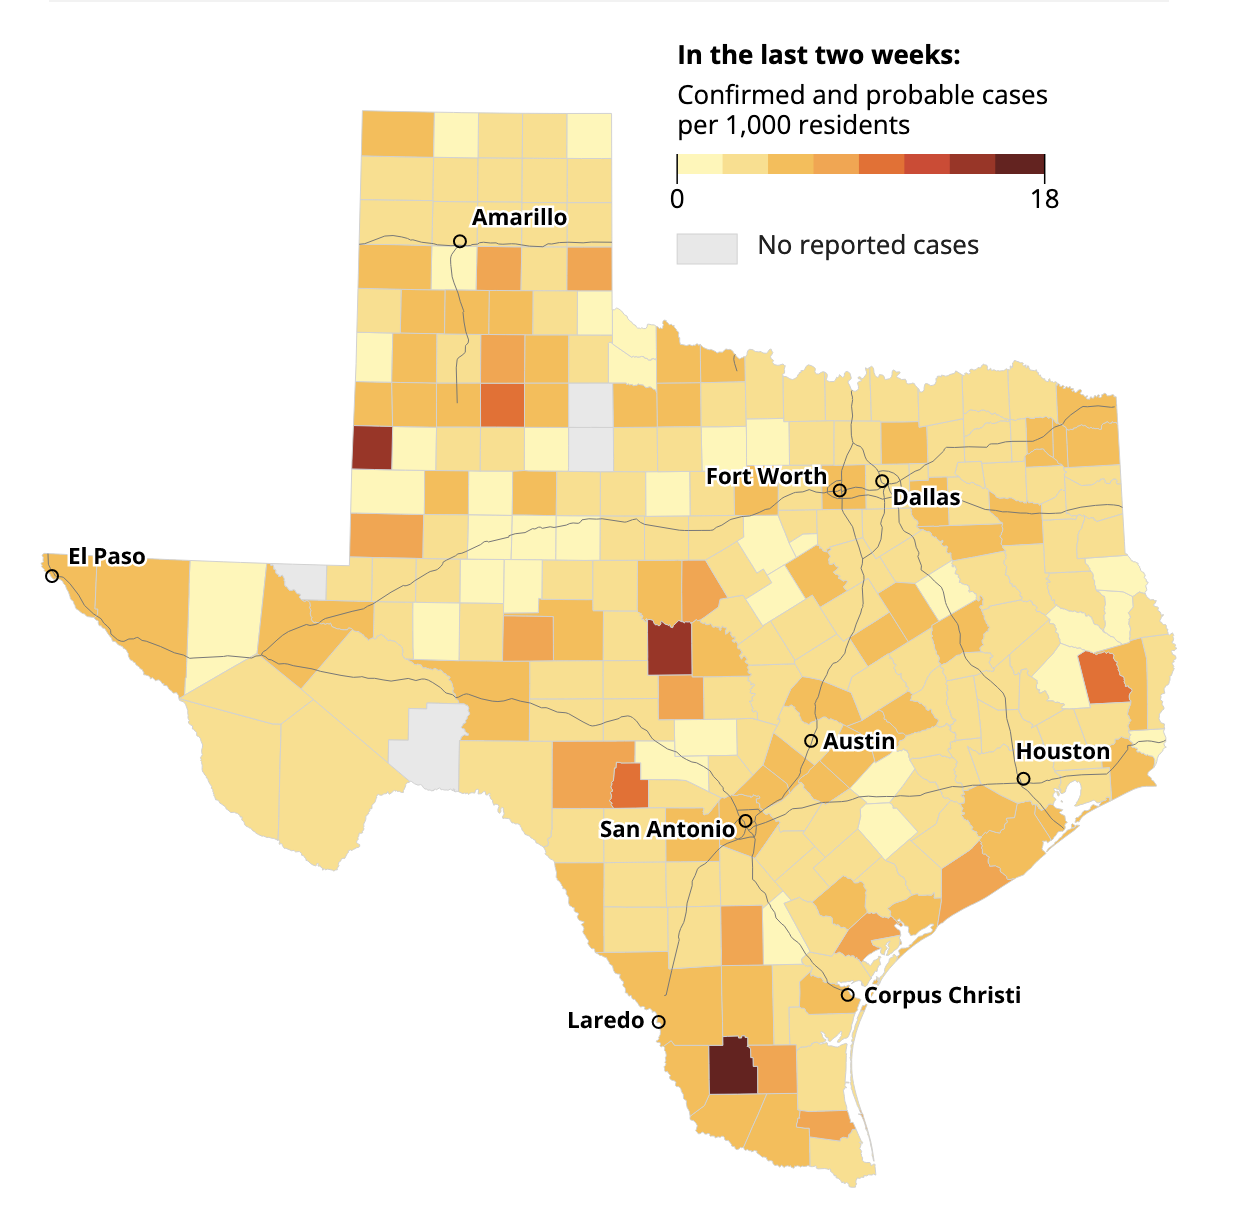 In the last two weeks:
Confirmed and probable cases
per 1,000 residents
0 18
No reported cases
Amarillo
Fort Worth
Dallas
El Paso
Austin
Houston
San Antonio
Corpus Christi
Laredo